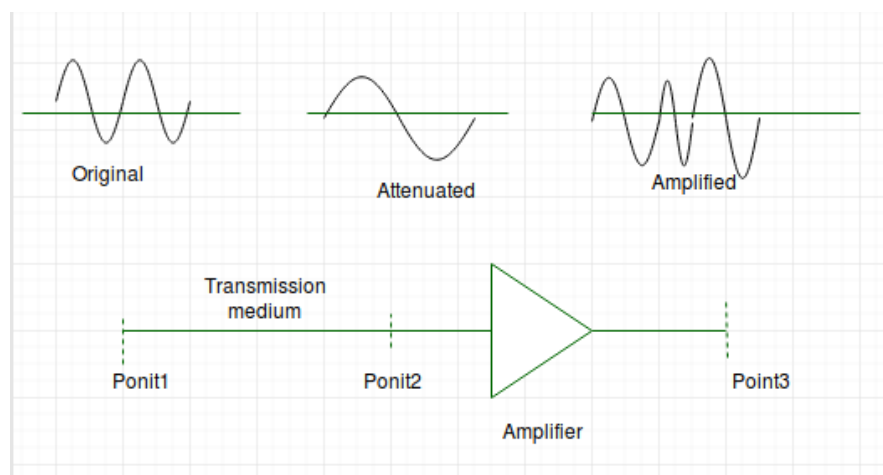 Original
Attenuated
Amplified
Transmission
medium
Ponit1
Ponit2
Point3
Amplifier